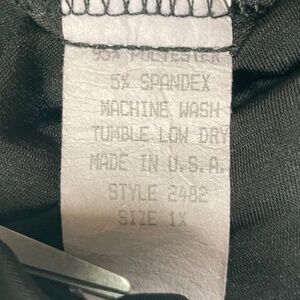 95% POLYESTER
5% SPANDEX
MACHINE WASH
TUMBLE LOW DRY
MADE IN U.S.A.
STYLE 2482
SIZE 1X